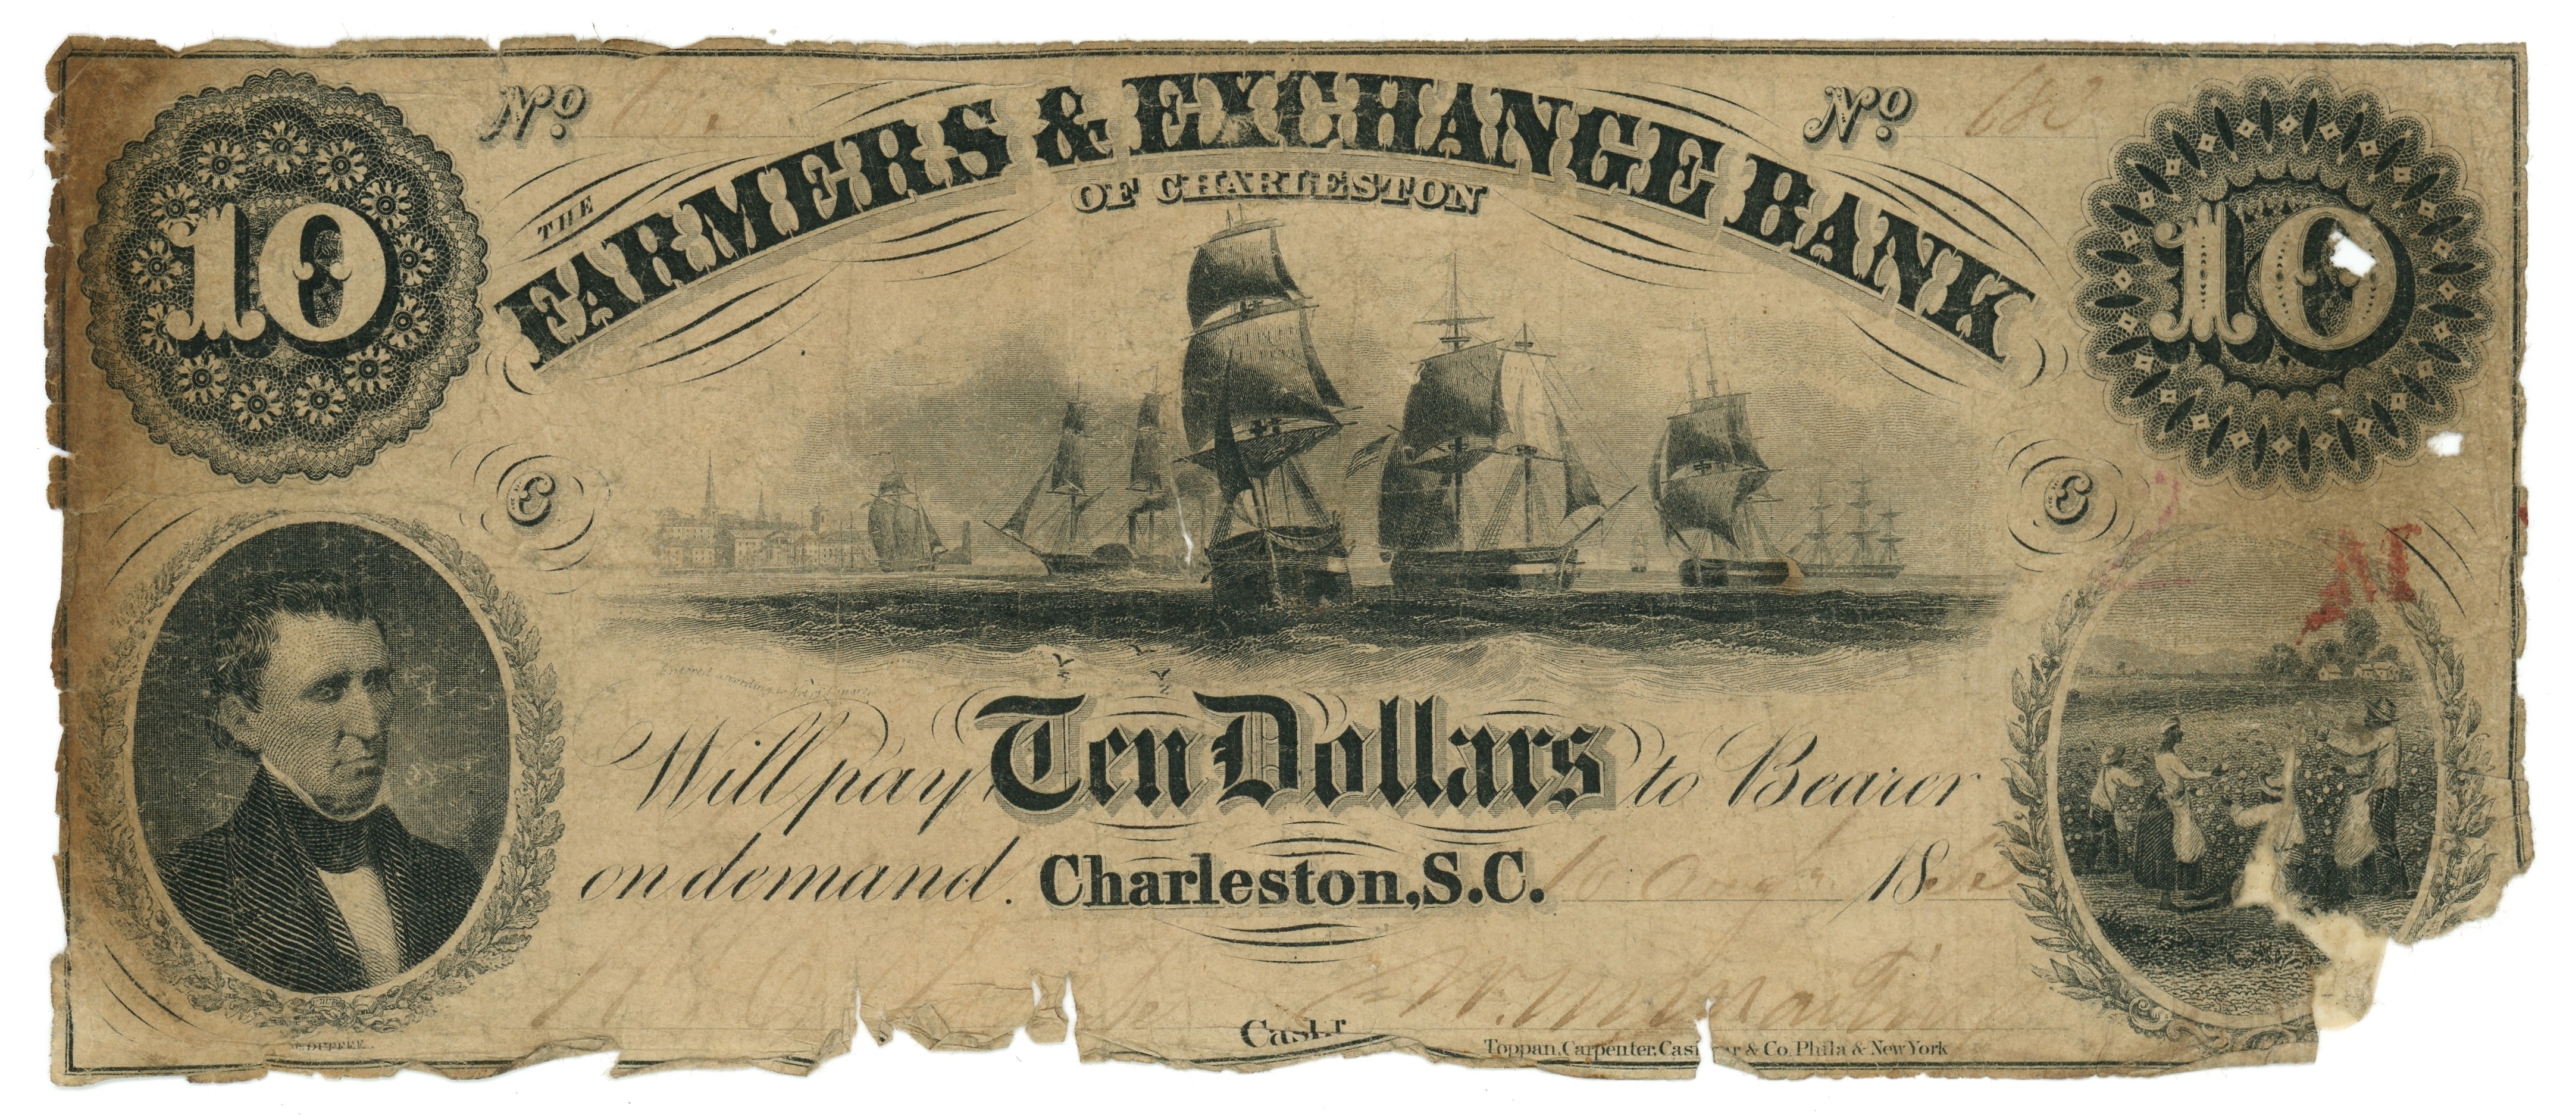 No
No 682
THE
FARMERS & EXCHANGE BANK
OF CHARLESTON
10
10
E
E
Will pay Ten Dollars to Bearer
on demand. Charleston, S.C. 18
Cash.r
Toppan, Carpenter, & Co. Phila & New York